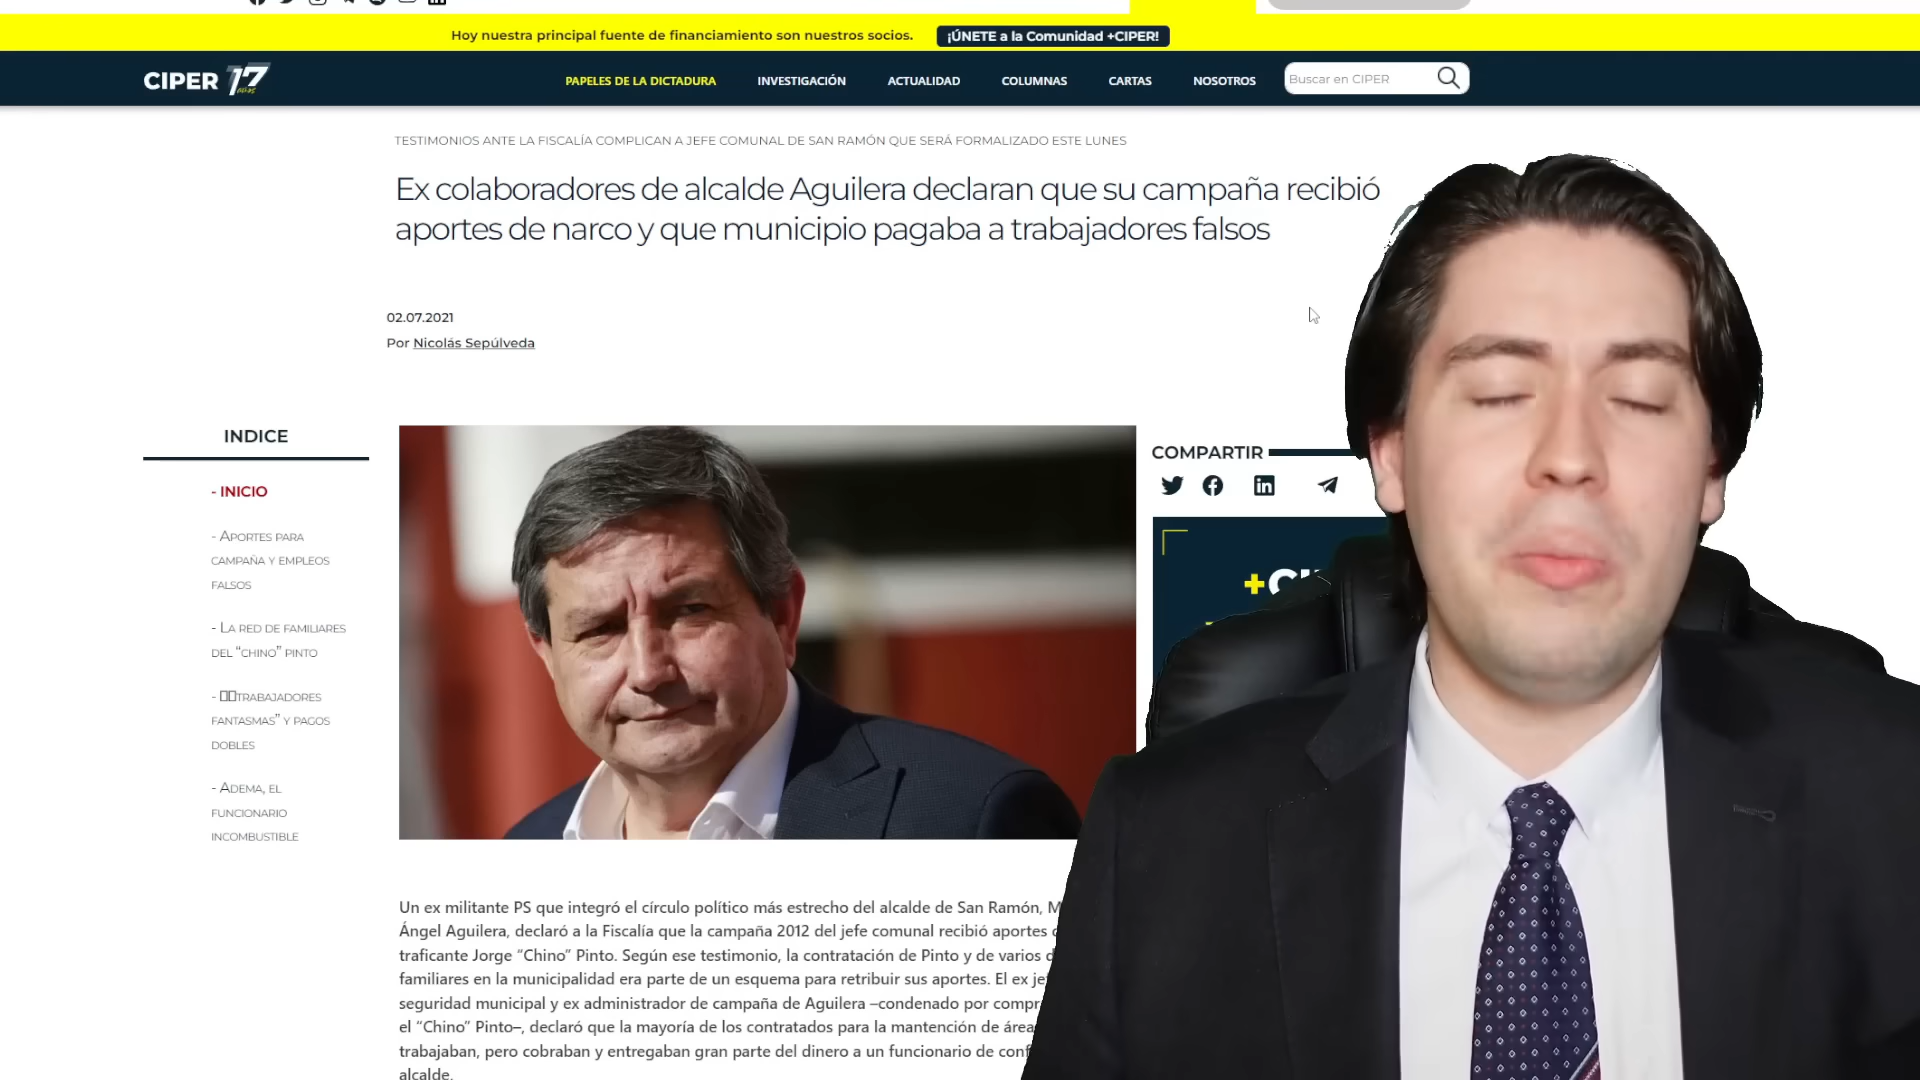 Hoy nuestra principal fuente de financiamiento son nuestros socios. ¡ÚNETE a la Comunidad +CIPER!
CIPER 17 años
PAPELES DE LA DICTADURA INVESTIGACIÓN ACTUALIDAD COLUMNAS CARTAS NOSOTROS Buscar en CIPER
TESTIMONIOS ANTE LA FISCALÍA COMPLICAN A JEFE COMUNAL DE SAN RAMÓN QUE SERÁ FORMALIZADO ESTE LUNES
Ex colaboradores de alcalde Aguilera declaran que su campaña recibió
aportes de narco y que municipio pagaba a trabajadores falsos
02.07.2021
Por Nicolás Sepúlveda
INDICE
- INICIO
- APORTES PARA
CAMPAÑA Y EMPLEOS
FALSOS
- LA RED DE FAMILIARES
DEL “CHINO” PINTO
- TRABAJADORES
FANTASMAS” Y PAGOS
DOBLES
- ADEMA, EL
FUNCIONARIO
INCOMBUSTIBLE
COMPARTIR
Un ex militante PS que integró el círculo político más estrecho del alcalde de San Ramón,
Ángel Aguilera, declaró a la Fiscalía que la campaña 2012 del jefe comunal recibió aportes
traficante Jorge “Chino” Pinto. Según ese testimonio, la contratación de Pinto y de varios
familiares en la municipalidad era parte de un esquema para retribuir sus aportes. El ex
seguridad municipal y ex administrador de campaña de Aguilera –condenado por
el “Chino” Pinto–, declaró que la mayoría de los contratados para la mantención de
trabajaban, pero cobraban y entregaban gran parte del dinero a un funcionario de
alcalde.